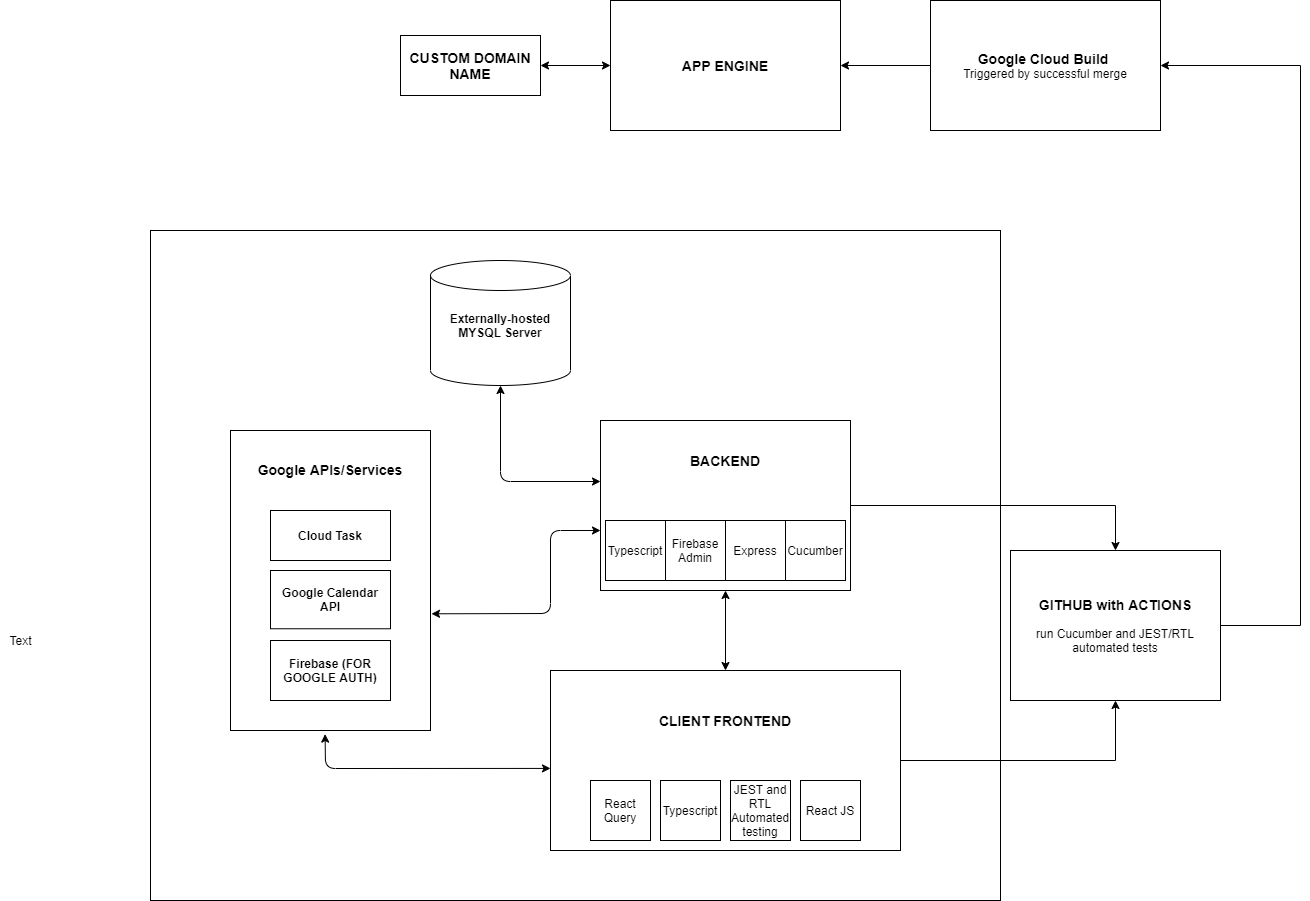 CUSTOM DOMAIN
NAME
APP ENGINE
Google Cloud Build
Triggered by successful merge
Externally-hosted
MYSQL Server
Google APIs/Services
Cloud Task
Google Calendar
API
Firebase (FOR
GOOGLE AUTH)
BACKEND
Typescript
Firebase
Admin
Express
Cucumber
GITHUB with ACTIONS
run Cucumber and JEST/RTL
automated tests
Text
CLIENT FRONTEND
React
Query
Typescript
JEST and
RTL
Automated
testing
React JS